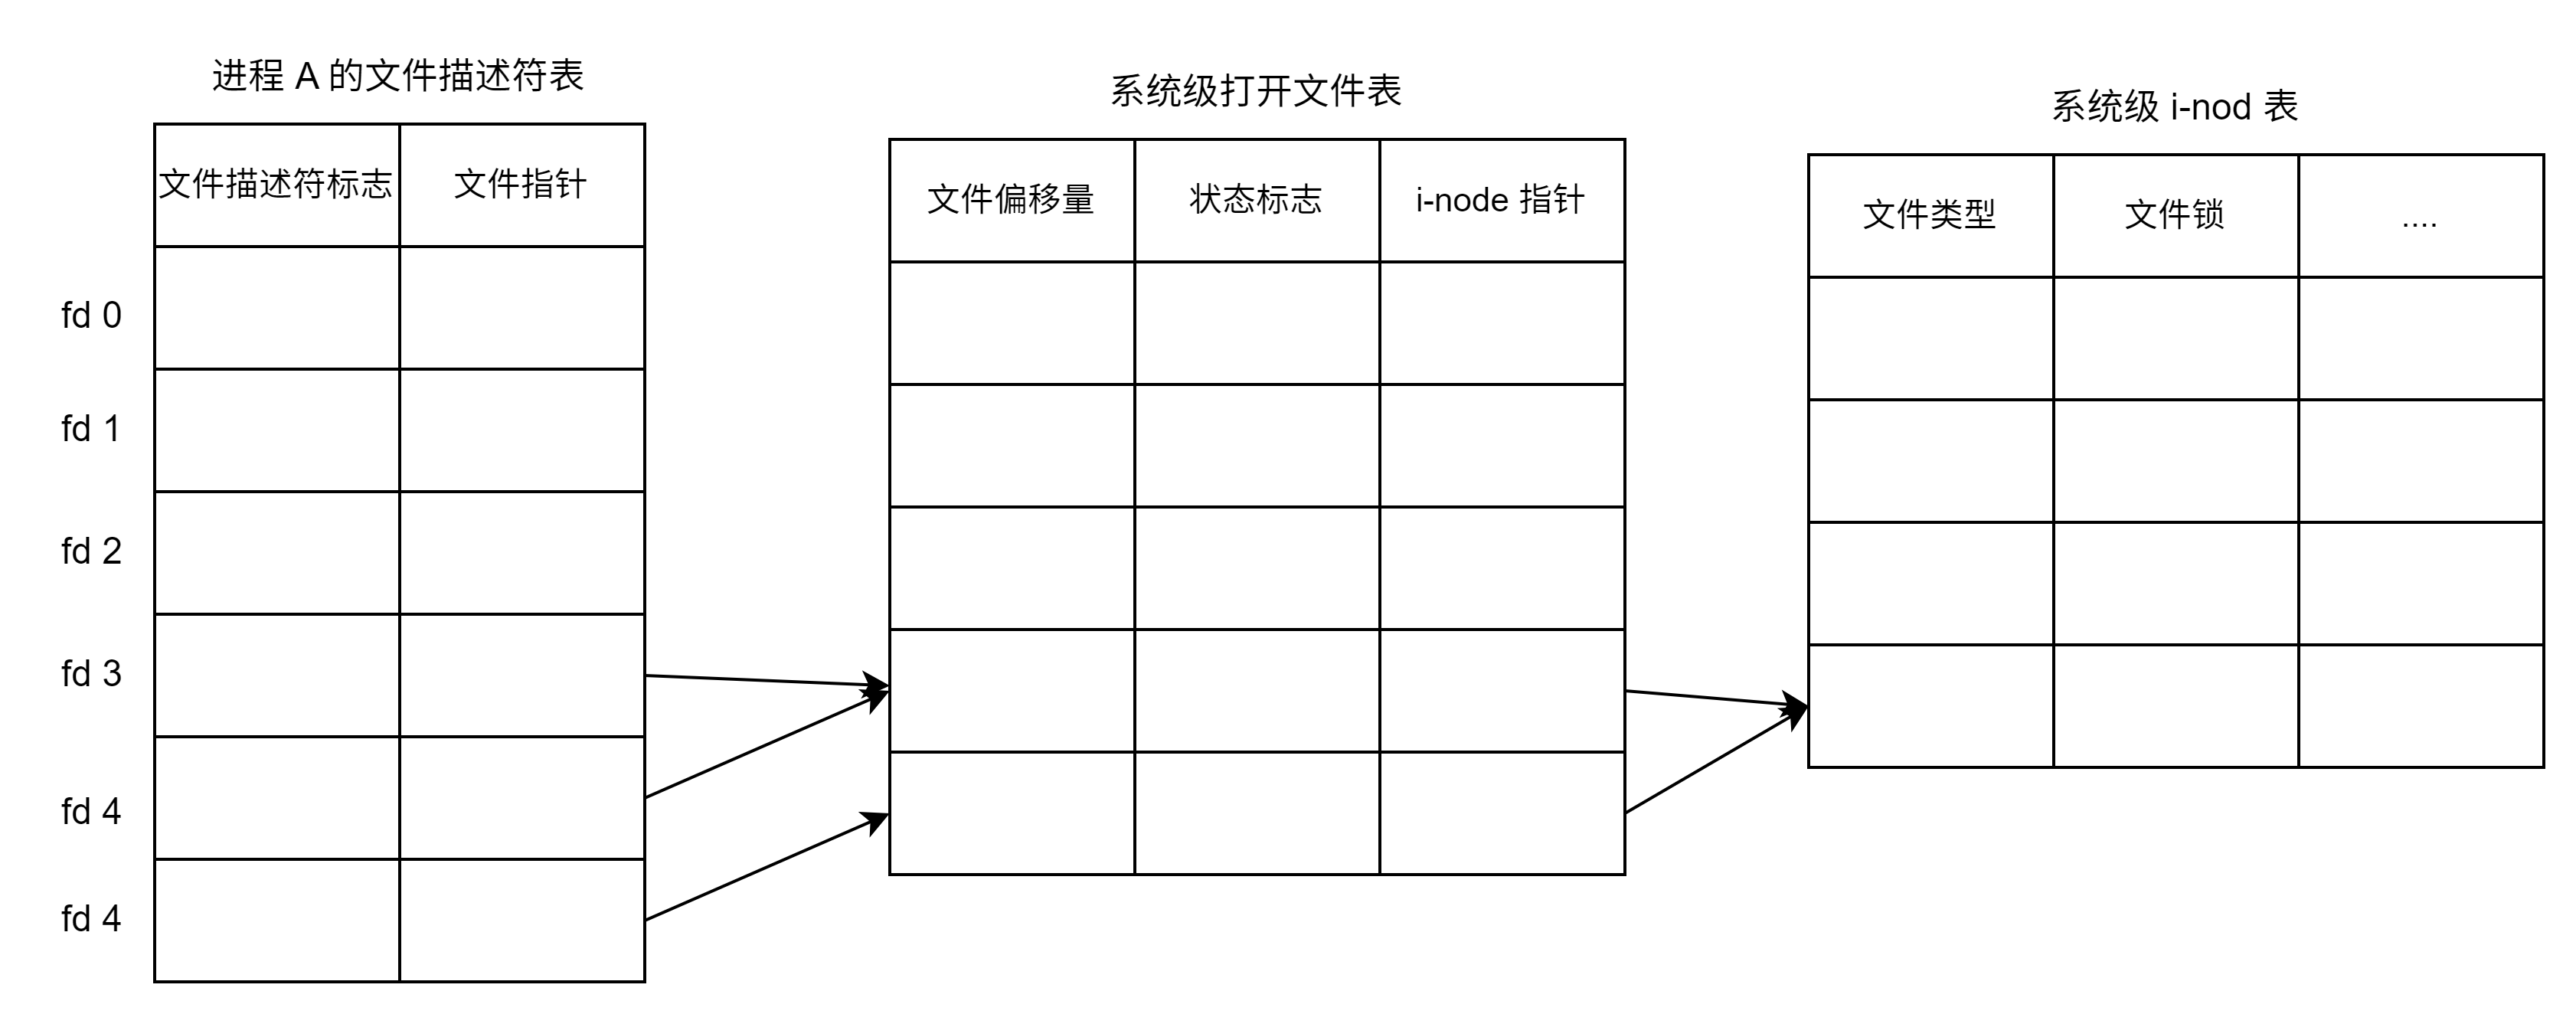 进程 A 的文件描述符表
系统级打开文件表
系统级 i-nod 表
文件描述符标志 文件指针
文件偏移量 状态标志 i-node 指针
文件类型 文件锁 ....
fd 0
fd 1
fd 2
fd 3
fd 4
fd 4